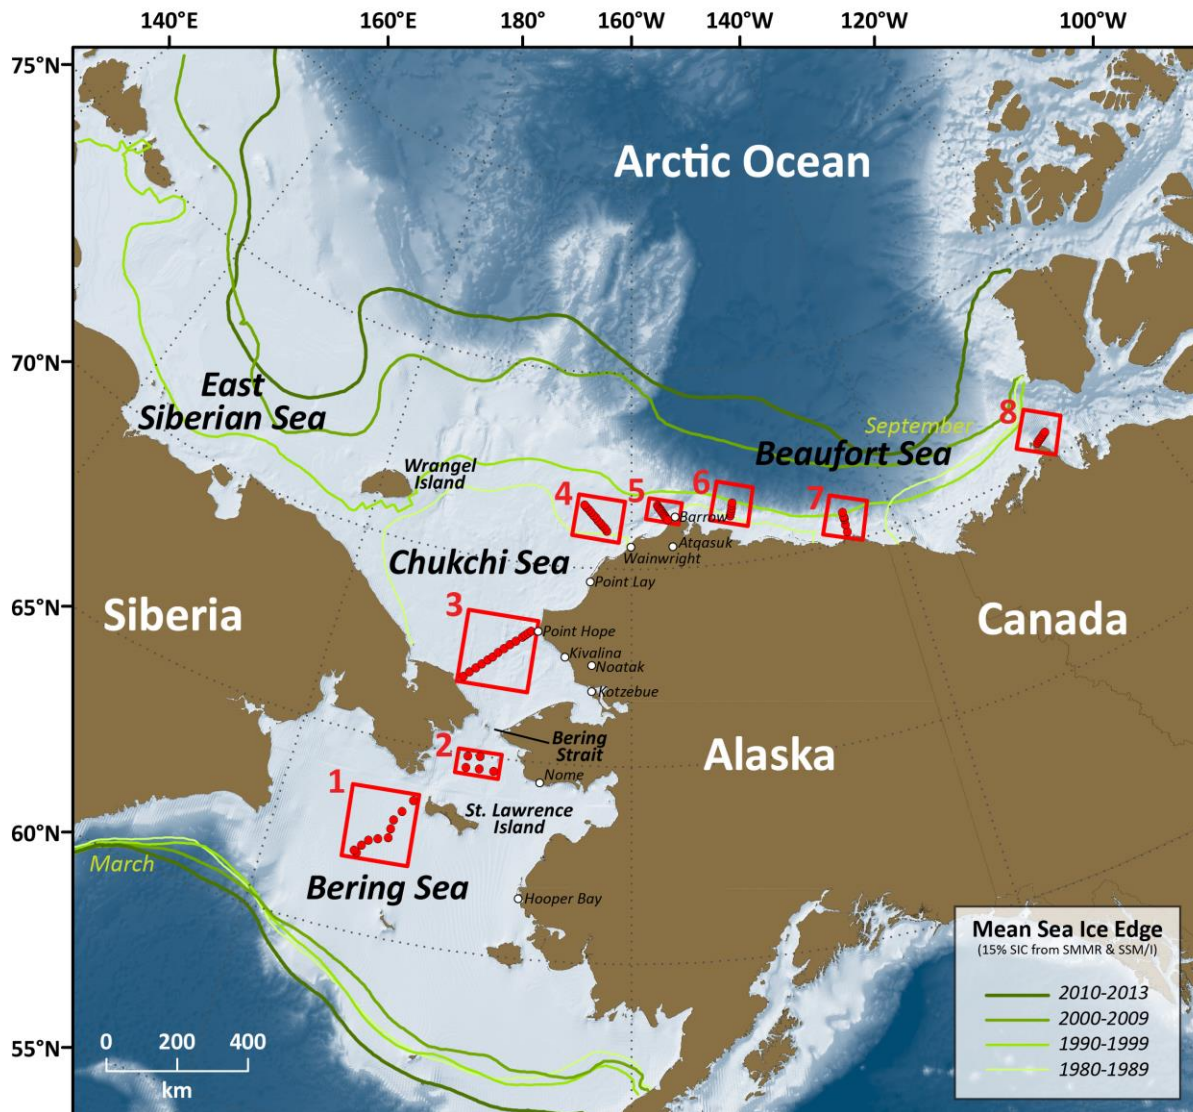 140°E
160°E
180°W
160°W
140°W
120°W
100°W
75°N
70°N
65°N
60°N
55°N
Arctic Ocean
East
Siberian Sea
Wrangel
Island
September
Beaufort Sea
8
4
5
6
7
Barrow
Wainwright
Atqasuk
Chukchi Sea
Point Lay
Siberia
Canada
3
Point Hope
Kivalina
Noatak
Kotzebue
Bering
Strait
Alaska
2
Nome
1
St. Lawrence
Island
March
Bering Sea
Hooper Bay
Mean Sea Ice Edge
(15% SIC from SMMR & SSM/I)
2010-2013
2000-2009
1990-1999
1980-1989
0 200 400
km